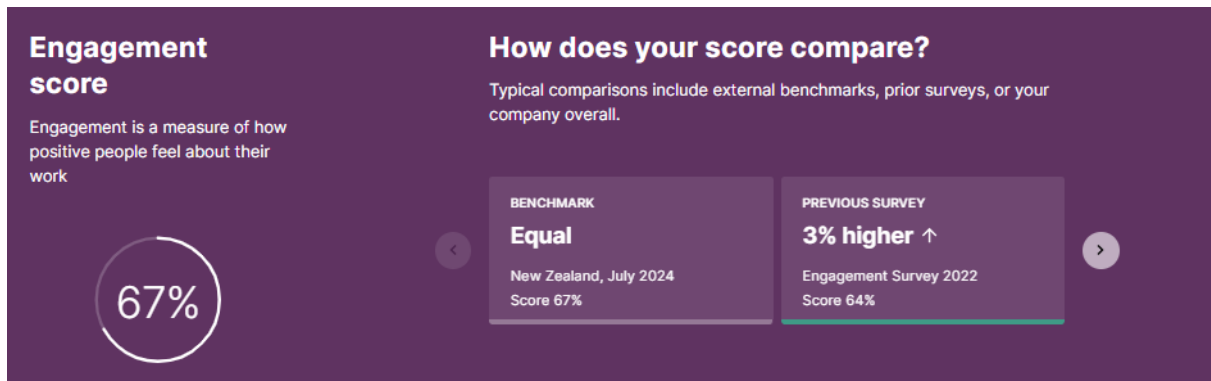 Engagement
score
Engagement is a measure of how
positive people feel about their
work
67%
How does your score compare?
Typical comparisons include external benchmarks, prior surveys, or your
company overall.
BENCHMARK
Equal
New Zealand, July 2024
Score 67%
PREVIOUS SURVEY
3% higher ↑
Engagement Survey 2022
Score 64%